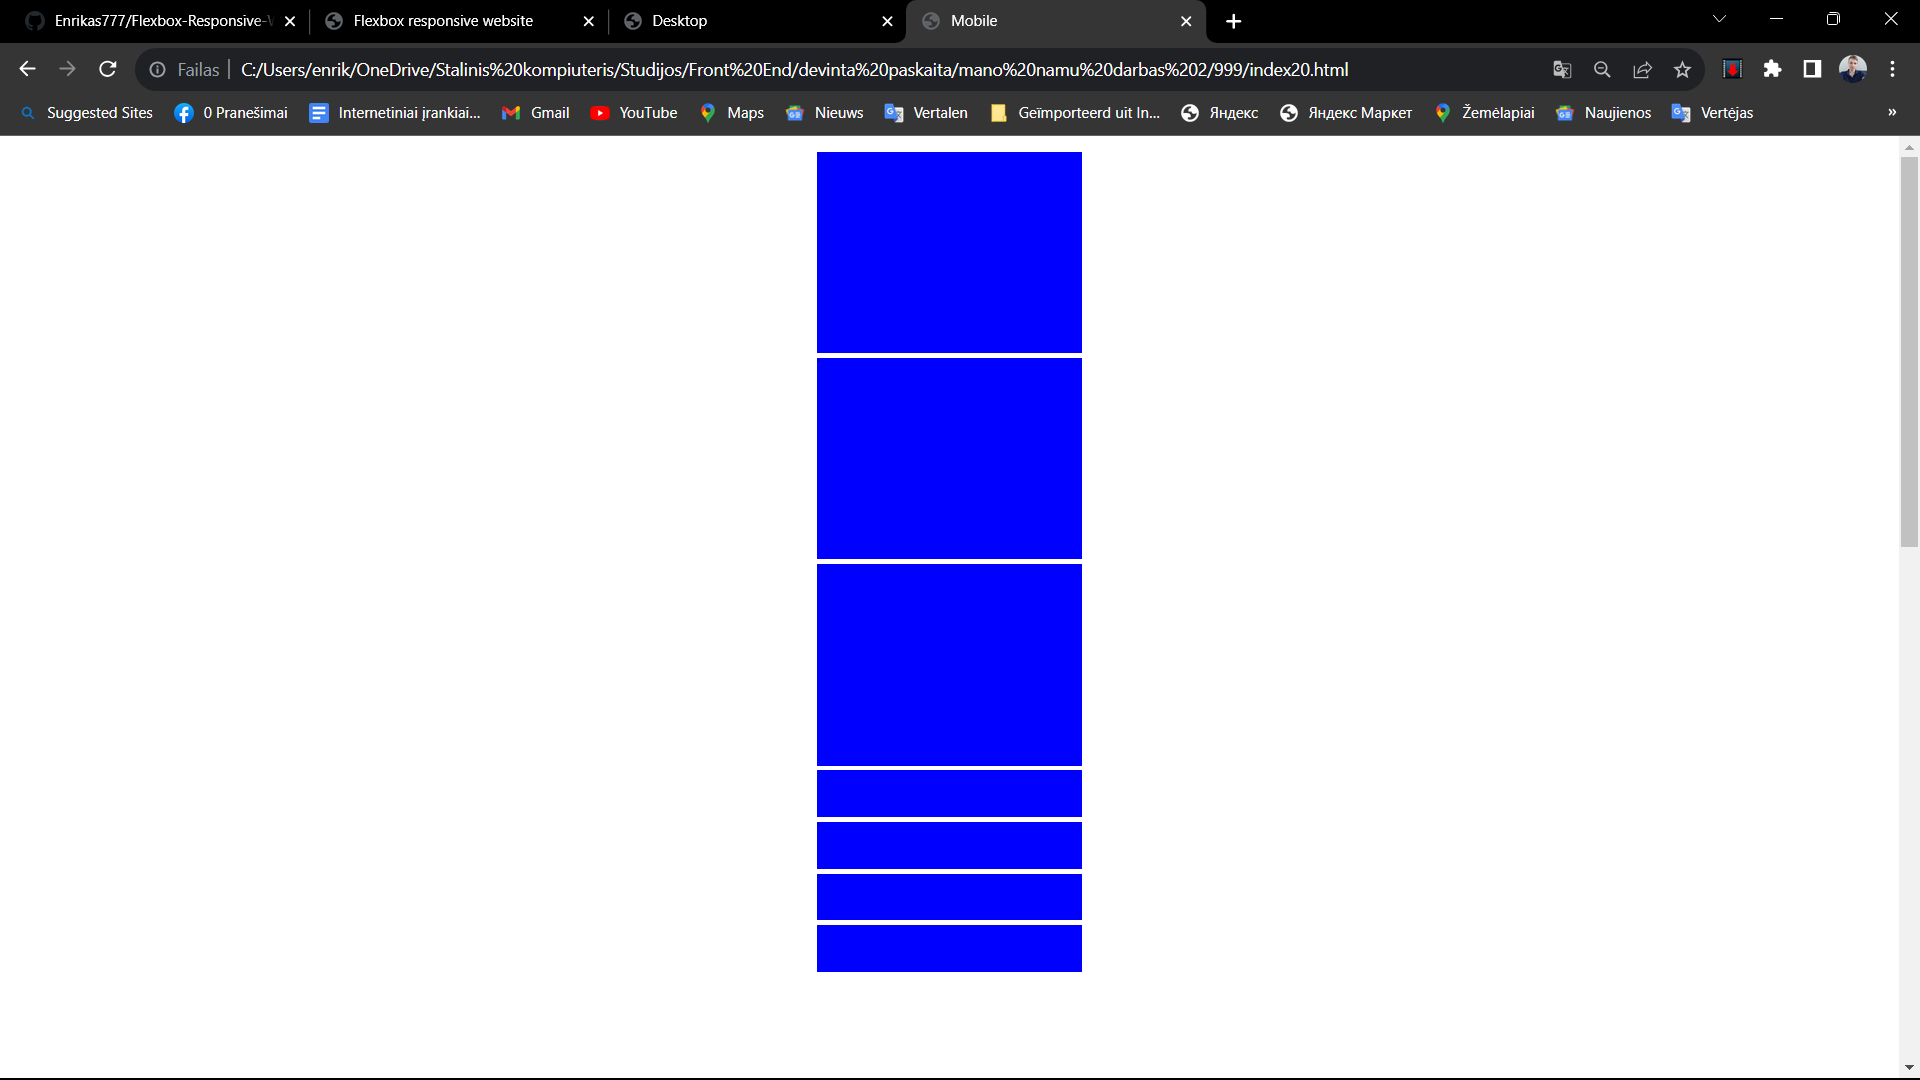 Enrikas777/Flexbox-Responsive- Flexbox responsive website Desktop Mobile
Failas C:/Users/enrik/OneDrive/Stalinis%20kompiuteris/Studijos/Front%20End/devinta%20paskaita/mano%20namu%20darbas%202/999/index20.html
Suggested Sites 0 Pranešimai Internetiniai įrankiai... Gmail YouTube Maps Nieuws Vertalen Geïmporteerd uit In... Яндекс Яндекс Маркет Žemėlapiai Naujienos Vertėjas »